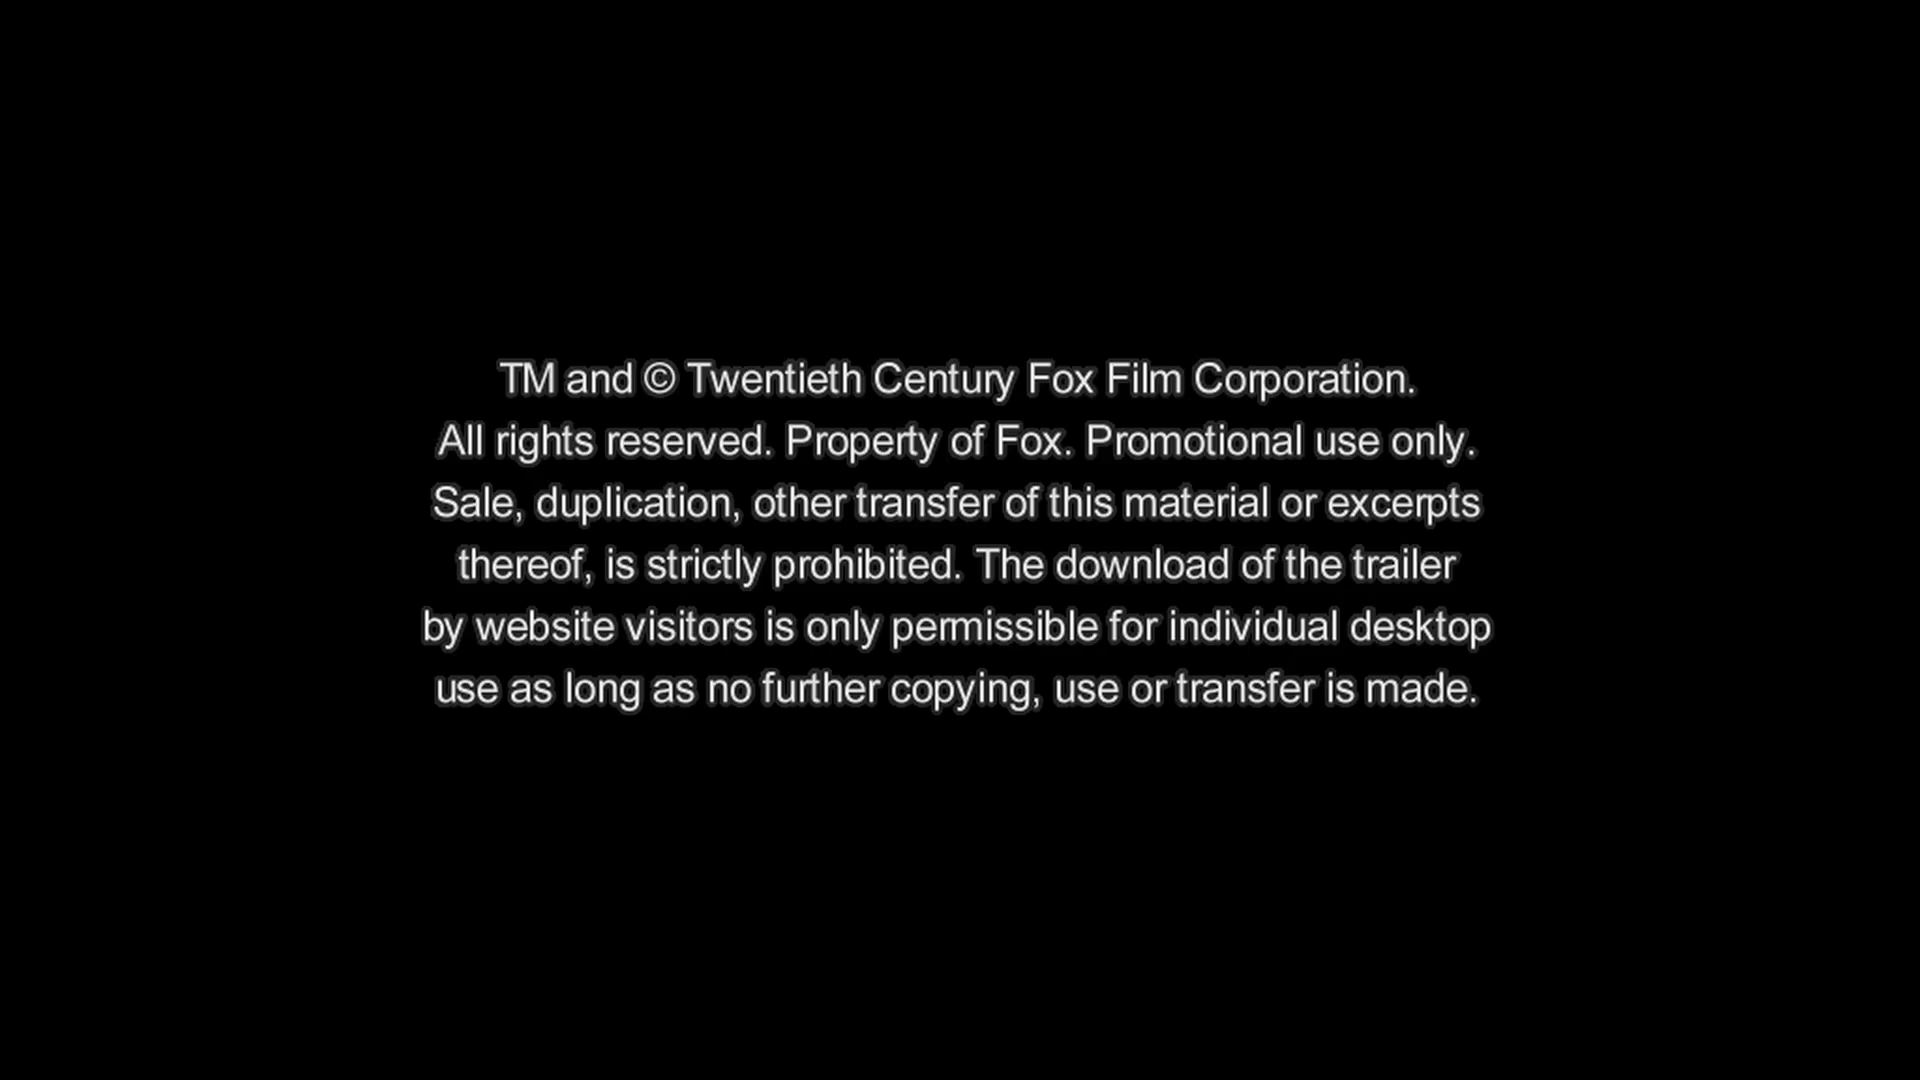 TM and © Twentieth Century Fox Film Corporation.
All rights reserved. Property of Fox. Promotional use only.
Sale, duplication, other transfer of this material or excerpts
thereof, is strictly prohibited. The download of the trailer
by website visitors is only permissible for individual desktop
use as long as no further copying, use or transfer is made.